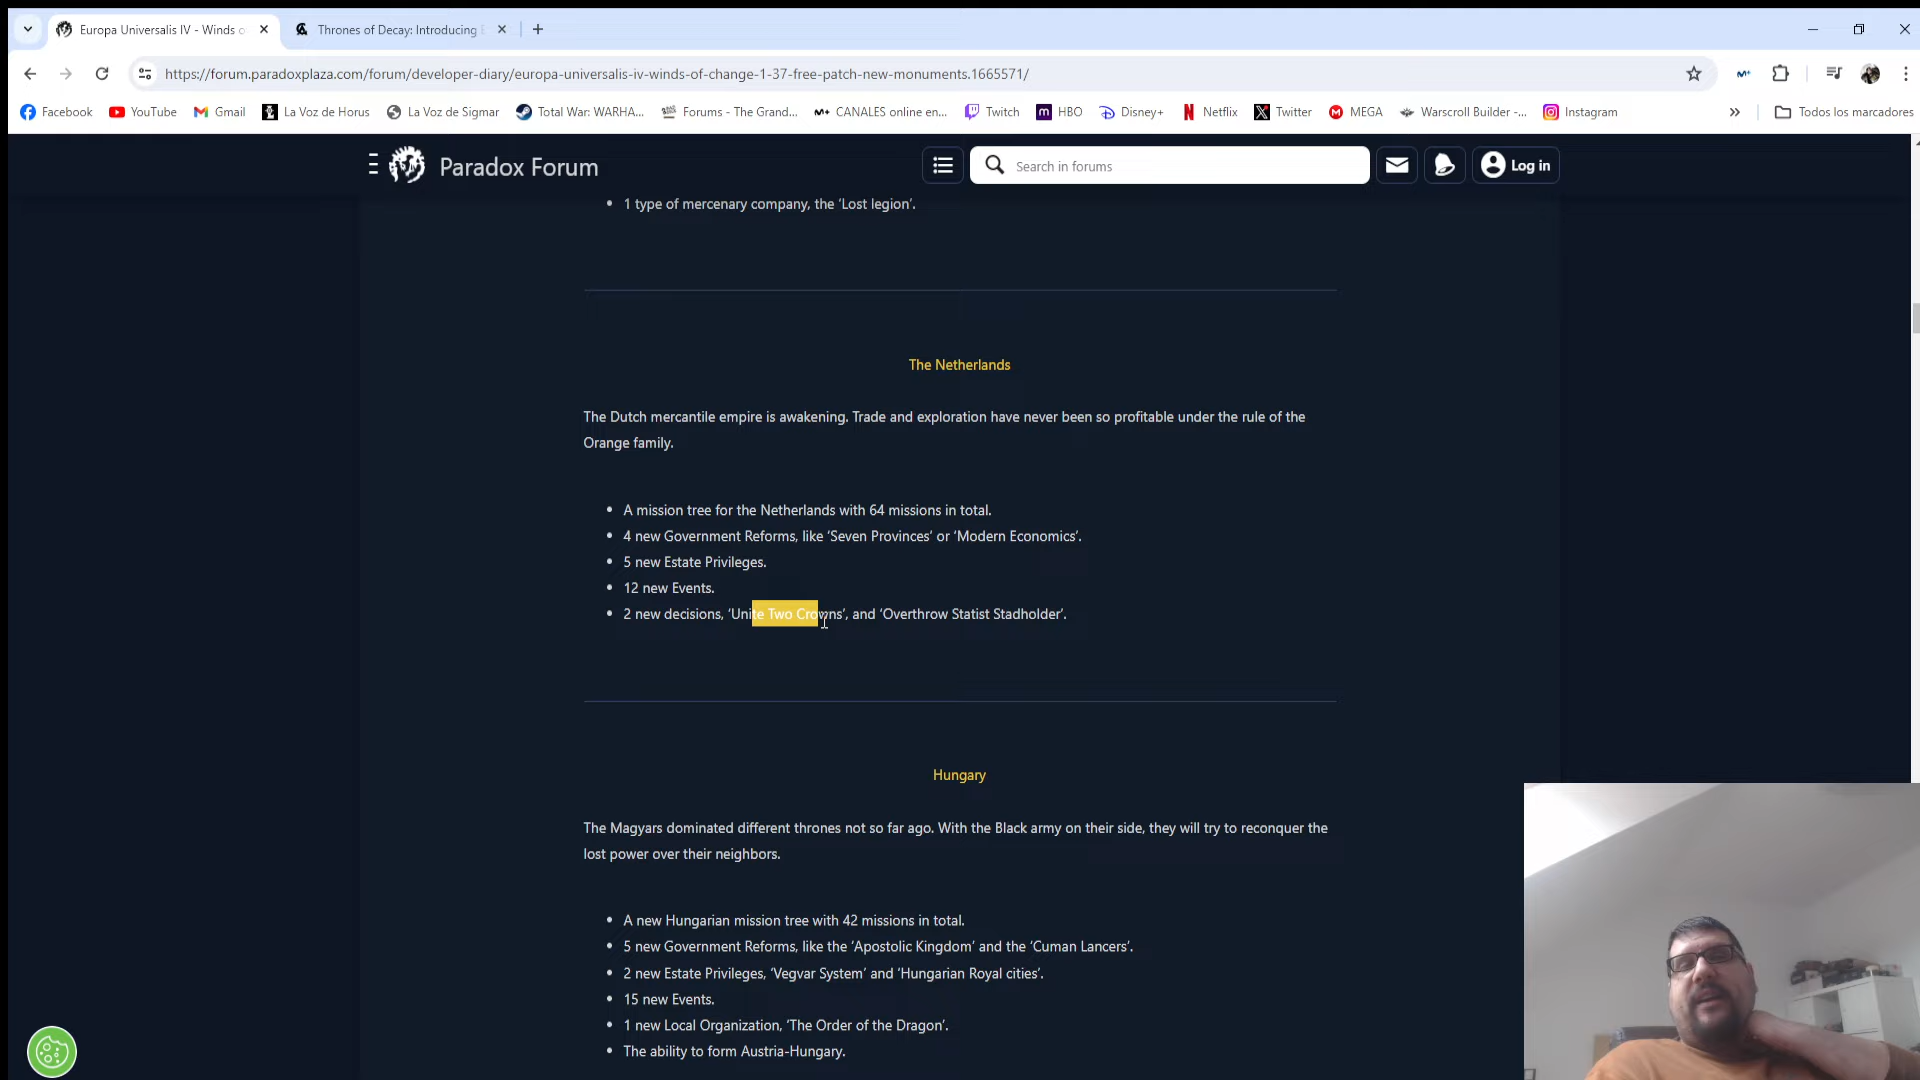 Europa Universalis IV - Winds o
Thrones of Decay: Introducing
https://forum.paradoxplaza.com/forum/developer-diary/europa-universalis-iv-winds-of-change-1-37-free-patch-new-monuments.1665571/
Facebook YouTube Gmail La Voz de Horus La Voz de Sigmar Total War: WARHA... Forums - The Grand... CANALES online en... Twitch HBO Disney+ Netflix Twitter MEGA Warscroll Builder -... Instagram » Todos los marcadores
Paradox Forum Search in forums Log in
• 1 type of mercenary company, the ‘Lost legion’.
The Netherlands
The Dutch mercantile empire is awakening. Trade and exploration have never been so profitable under the rule of the
Orange family.
• A mission tree for the Netherlands with 64 missions in total.
• 4 new Government Reforms, like ‘Seven Provinces’ or ‘Modern Economics’.
• 5 new Estate Privileges.
• 12 new Events.
• 2 new decisions, ‘Unite Two Crowns’, and ‘Overthrow Statist Stadholder’.
Hungary
The Magyars dominated different thrones not so far ago. With the Black army on their side, they will try to reconquer the
lost power over their neighbors.
• A new Hungarian mission tree with 42 missions in total.
• 5 new Government Reforms, like the ‘Apostolic Kingdom’ and the ‘Cuman Lancers’.
• 2 new Estate Privileges, ‘Vegvar System’ and ‘Hungarian Royal cities’.
• 15 new Events.
• 1 new Local Organization, ’The Order of the Dragon’.
• The ability to form Austria-Hungary.